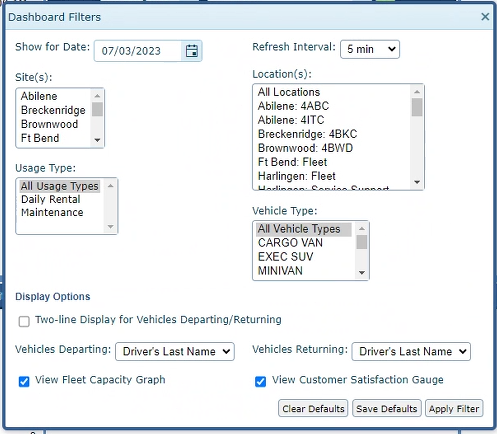 Dashboard Filters
Show for Date: 07/03/2023
Refresh Interval: 5 min
Site(s):
Abilene
Breckenridge
Brownwood
Ft Bend
Location(s):
All Locations
Abilene: 4ABC
Abilene: 4ITC
Breckenridge: 4BKC
Brownwood: 4BWD
Ft Bend: Fleet
Harlingen: Fleet
Harlingen: Service Support
Usage Type:
All Usage Types
Daily Rental
Maintenance
Vehicle Type:
All Vehicle Types
CARGO VAN
EXEC SUV
MINIVAN
Display Options
Two-line Display for Vehicles Departing/Returning
Vehicles Departing: Driver's Last Name
Vehicles Returning: Driver's Last Name
View Fleet Capacity Graph
View Customer Satisfaction Gauge
Clear Defaults
Save Defaults
Apply Filter